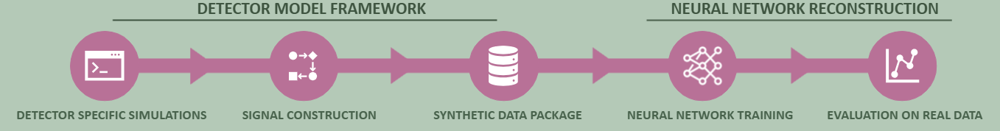 DETECTOR MODEL FRAMEWORK
NEURAL NETWORK RECONSTRUCTION
DETECTOR SPECIFIC SIMULATIONS
SIGNAL CONSTRUCTION
SYNTHETIC DATA PACKAGE
NEURAL NETWORK TRAINING
EVALUATION ON REAL DATA